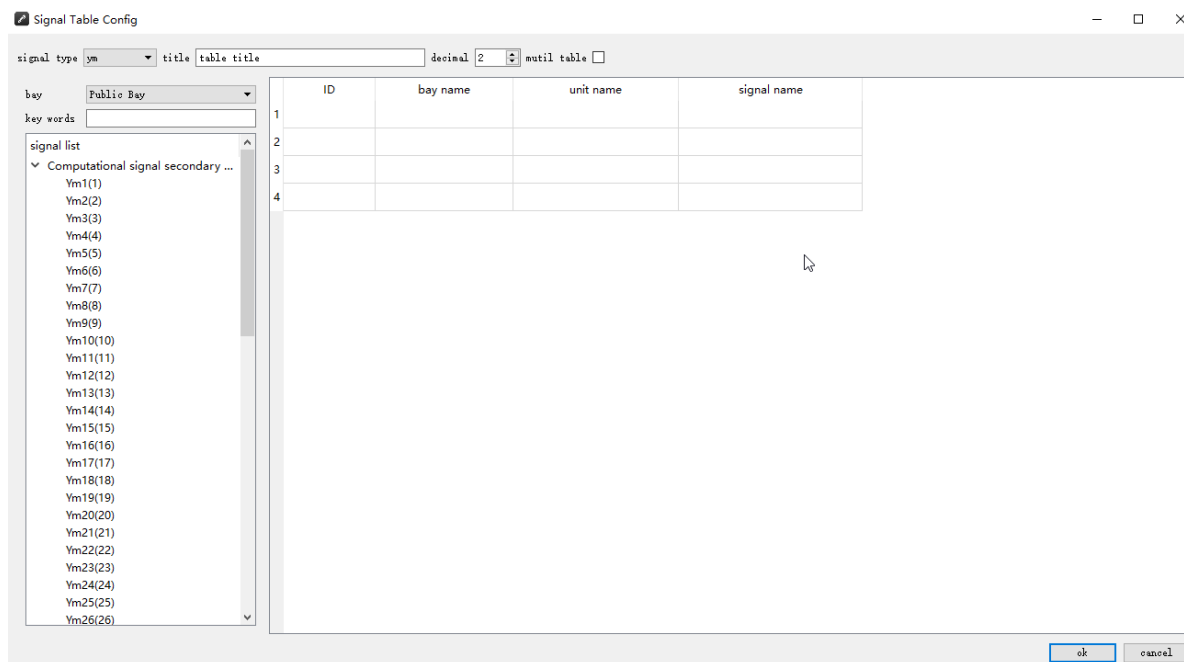 Signal Table Config
signal type ym title table title decimal 2 mutil table
bay Public Bay
key words
signal list
Computational signal secondary ...
Ym1(1)
Ym2(2)
Ym3(3)
Ym4(4)
Ym5(5)
Ym6(6)
Ym7(7)
Ym8(8)
Ym9(9)
Ym10(10)
Ym11(11)
Ym12(12)
Ym13(13)
Ym14(14)
Ym15(15)
Ym16(16)
Ym17(17)
Ym18(18)
Ym19(19)
Ym20(20)
Ym21(21)
Ym22(22)
Ym23(23)
Ym24(24)
Ym25(25)
Ym26(26)
ID bay name unit name signal name
1
2
3
4
ok cancel